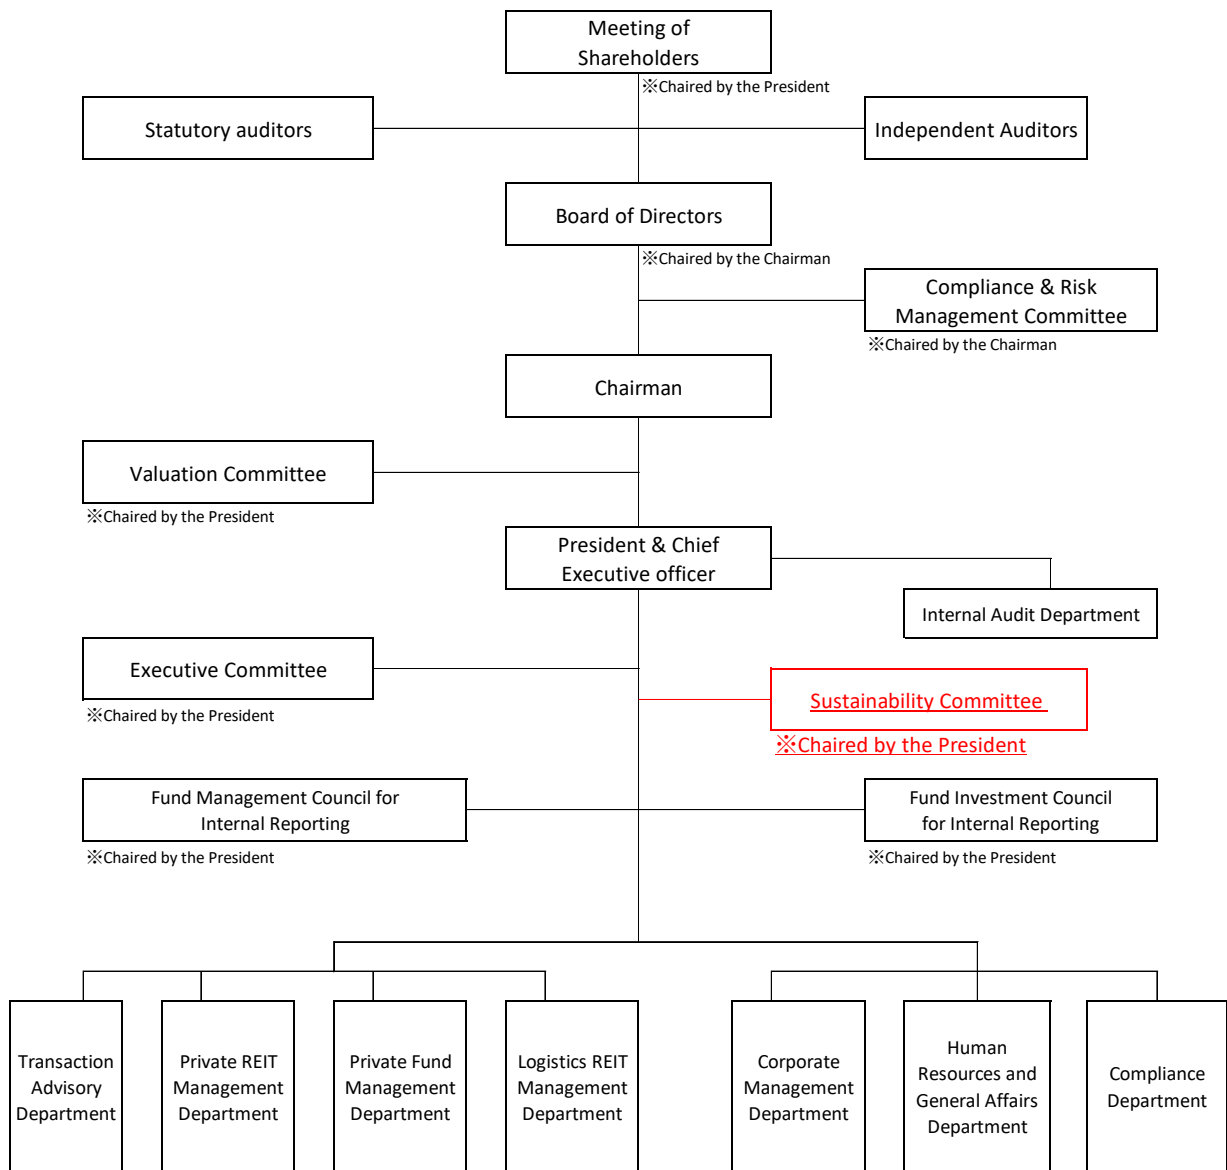 Meeting of
Shareholders
※Chaired by the President
Statutory auditors
Independent Auditors
Board of Directors
※Chaired by the Chairman
Compliance & Risk
Management Committee
※Chaired by the Chairman
Chairman
Valuation Committee
※Chaired by the President
President & Chief
Executive officer
Internal Audit Department
Executive Committee
※Chaired by the President
Sustainability Committee
※Chaired by the President
Fund Management Council for
Internal Reporting
※Chaired by the President
Fund Investment Council
for Internal Reporting
※Chaired by the President
Transaction
Advisory
Department
Private REIT
Management
Department
Private Fund
Management
Department
Logistics REIT
Management
Department
Corporate
Management
Department
Human
Resources and
General Affairs
Department
Compliance
Department